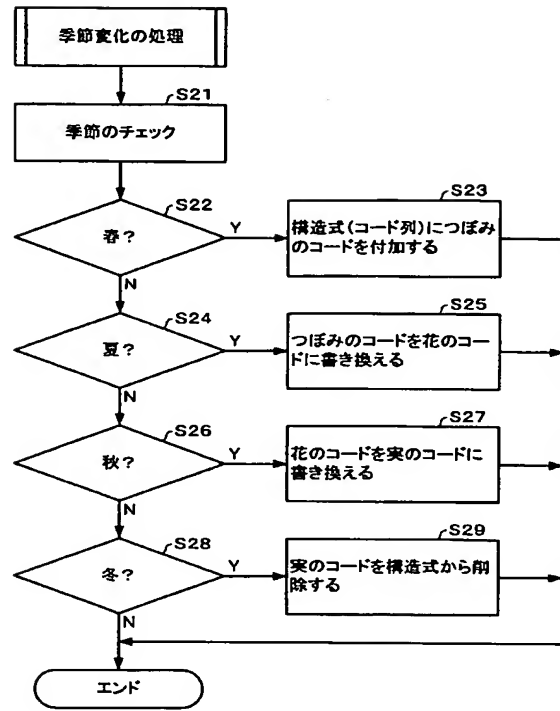 季節変化の処理
S21
季節のチェック
S22
春?
Y
N
S23
構造式(コード列)につぼみ
のコードを付加する
S24
夏?
Y
N
S25
つぼみのコードを花のコー
ドに書き換える
S26
秋?
Y
N
S27
花のコードを実のコードに
書き換える
S28
冬?
Y
N
S29
実のコードを構造式から削
除する
エンド